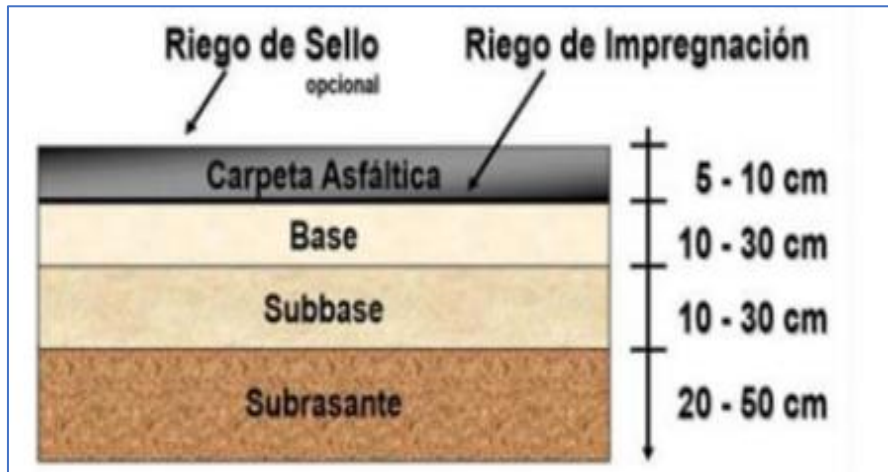 Riego de Sello
opcional
Riego de Impregnación
Carpeta Asfáltica
5 - 10 cm
Base
10 - 30 cm
Subbase
10 - 30 cm
Subrasante
20 - 50 cm